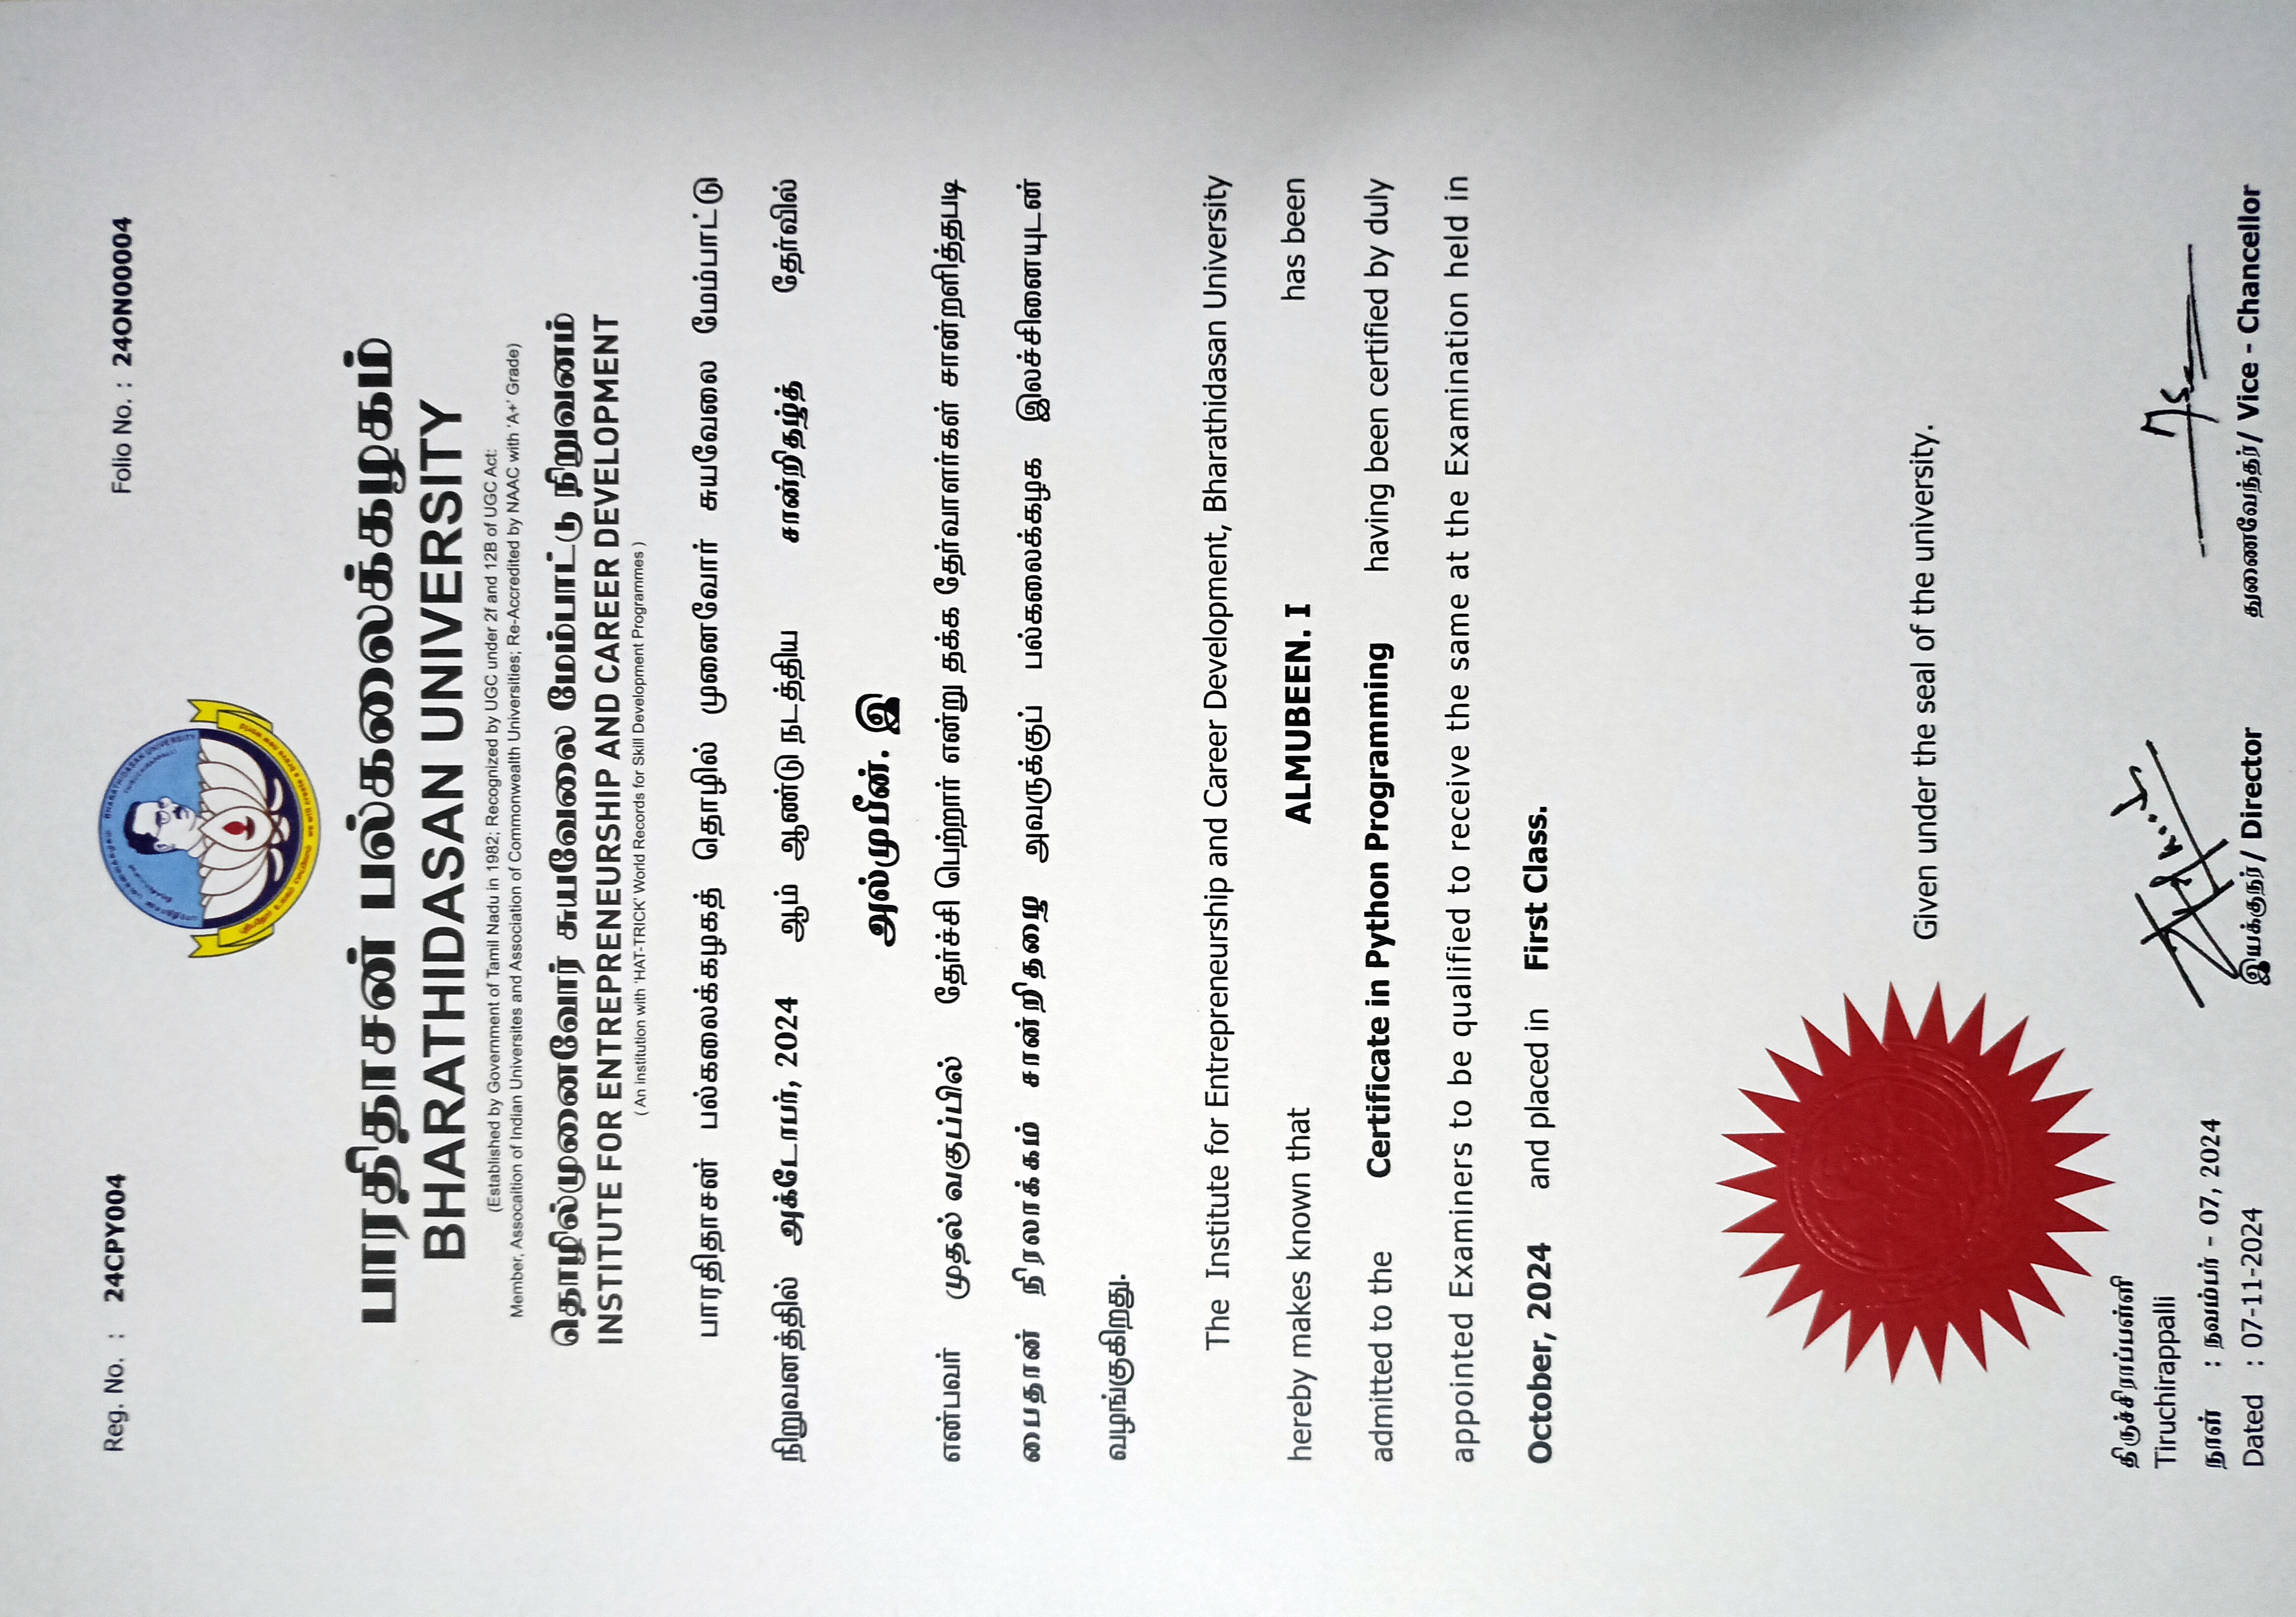 Reg. No. : 24CPY004
Folio No. : 24ON00004
we will create a brave new world
பாரதிதாசன் பல்கலைக்கழகம்
BHARATHIDASAN UNIVERSITY
(Established by Government of Tamil Nadu in 1982; Recognized by UGC under 2f and 12B of UGC Act:
Member, Assocaition of Indian Universites and Association of Commonwealth Universities; Re-Accredited by NAAC with ‘A+’ Grade)
தொழில்முனைவோர் சுயவேலை மேம்பாட்டு நிறுவனம்
INSTITUTE FOR ENTREPRENEURSHIP AND CAREER DEVELOPMENT
( An institution with ‘HAT-TRICK’ World Records for Skill Development Programmes )
பாரதிதாசன் பல்கலைக்கழகத் தொழில் முனைவோர் சுயவேலை மேம்பாட்டு
நிறுவனத்தில் அக்டோபர், 2024 ஆம் ஆண்டு நடத்திய சான்றிதழ்த் தேர்வில்
அல்முபீன். இ
என்பவர் முதல் வகுப்பில் தேர்ச்சி பெற்றார் என்று தக்க தேர்வாளர்கள் சான்றளித்தபடி
பைதான் நிரலாக்கம் சான்றிதழை அவருக்குப் பல்கலைக்கழக இலச்சினையுடன்
வழங்குகிறது.
The Institute for Entrepreneurship and Career Development, Bharathidasan University
hereby makes known that ALMUBEEN. I has been
admitted to the Certificate in Python Programming having been certified by duly
appointed Examiners to be qualified to receive the same at the Examination held in
October, 2024 and placed in First Class.
Given under the seal of the university.
திருச்சிராப்பள்ளி
Tiruchirappalli
நாள் : நவம்பர் - 07, 2024
Dated : 07-11-2024
இயக்குநர்/ Director
துணைவேந்தர்/ Vice - Chancellor